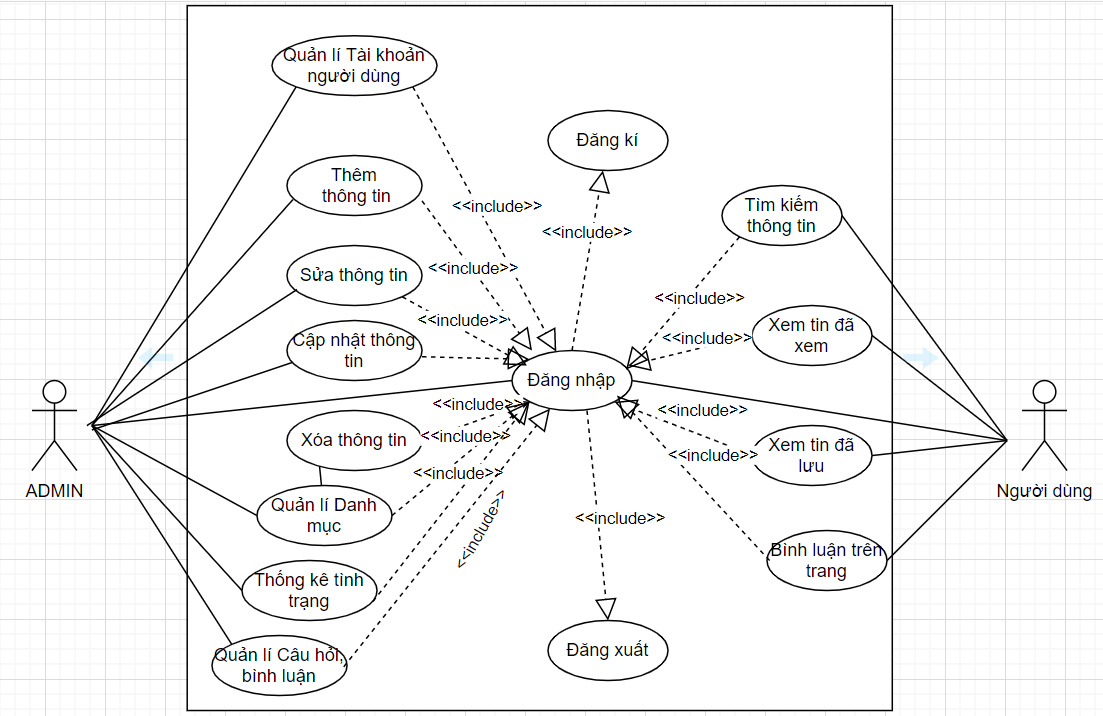 Quản lí Tài khoản
người dùng
Đăng kí
Thêm
thông tin
<<include>>
Tìm kiếm
thông tin
<<include>>
Sửa thông tin
<<include>>
<<include>>
<<include>>
Cập nhật thông
tin
<<include>>
Xem tin đã
xem
Đăng nhập
<<include>>
<<include>>
Xóa thông tin
<<include>>
<<include>>
Xem tin đã
lưu
<<include>>
ADMIN
Người dùng
Quản lí Danh
mục
<<include>>
<<include>>
Bình luận trên
trang
Thống kê tình
trạng
Quản lí Câu hỏi,
bình luận
Đăng xuất